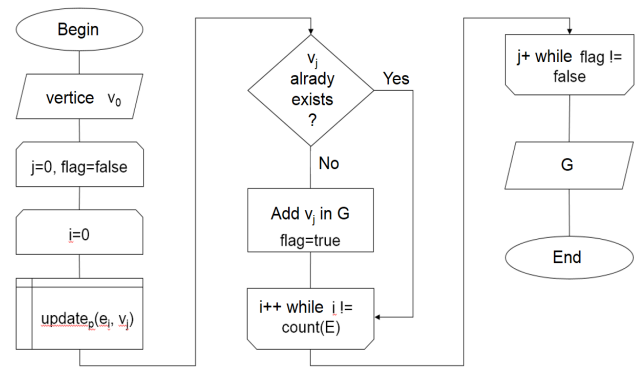 Begin
vertice v₀
j=0, flag=false
i=0
updateₚ(eᵢ, vⱼ)
vⱼ
alrady
exists
?
Yes
No
Add vⱼ in G
flag=true
i++ while i !=
count(E)
j+ while flag !=
false
G
End